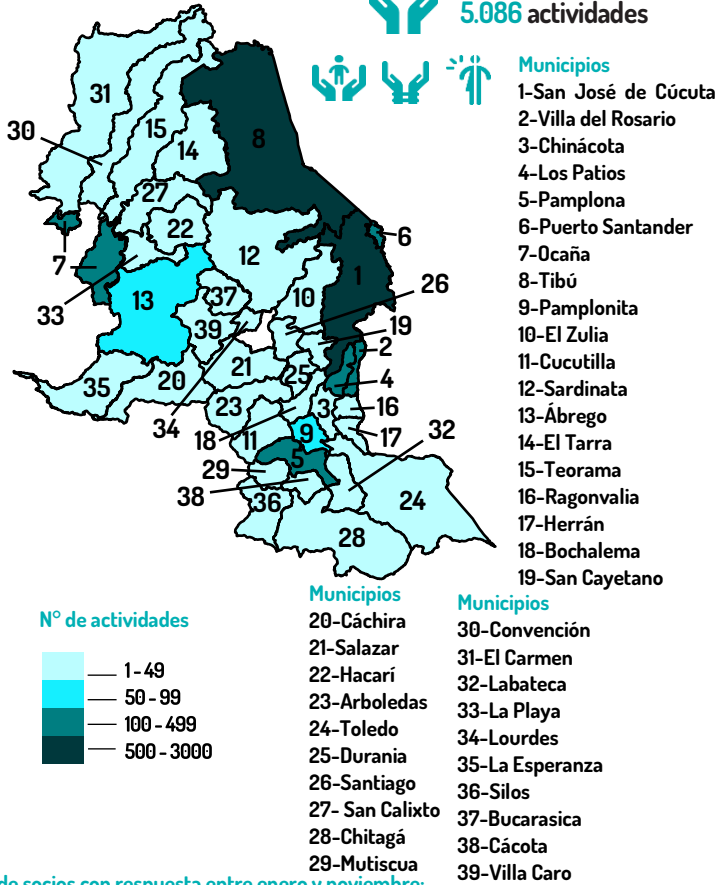 5.086 actividades
Municipios
1-San José de Cúcuta
2-Villa del Rosario
3-Chinácota
4-Los Patios
5-Pamplona
6-Puerto Santander
7-Ocaña
8-Tibú
9-Pamplonita
10-El Zulia
11-Cucutilla
12-Sardinata
13-Ábrego
14-El Tarra
15-Teorama
16-Ragonvalia
17-Herrán
18-Bochalema
19-San Cayetano
31
30
15
14
8
27
22
12
6
7
33
13
37
10
1
26
39
19
2
21
25
4
35
20
34
23
3
16
18
11
9
17
32
29
5
38
36
24
28
N° de actividades
1 - 49
50 - 99
100 - 499
500 - 3000
Municipios
20-Cáchira
21-Salazar
22-Hacarí
23-Arboledas
24-Toledo
25-Durania
26-Santiago
27- San Calixto
28-Chitagá
29-Mutiscua
Municipios
30-Convención
31-El Carmen
32-Labateca
33-La Playa
34-Lourdes
35-La Esperanza
36-Silos
37-Bucarasica
38-Cácota
39-Villa Caro
de socios con respuesta entre enero y noviembre: